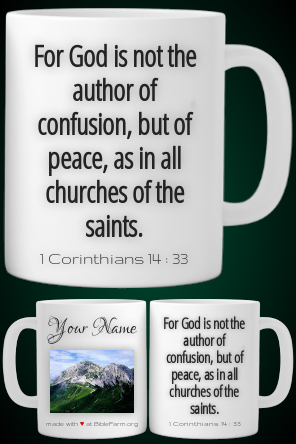 For God is not the
author of
confusion, but of
peace, as in all
churches of the
saints.
1 Corinthians 14 : 33
Your Name
made with ♥ at BibleFarm.org
For God is not the
author of
confusion, but of
peace, as in all
churches of the
saints.
1 Corinthians 14 : 33